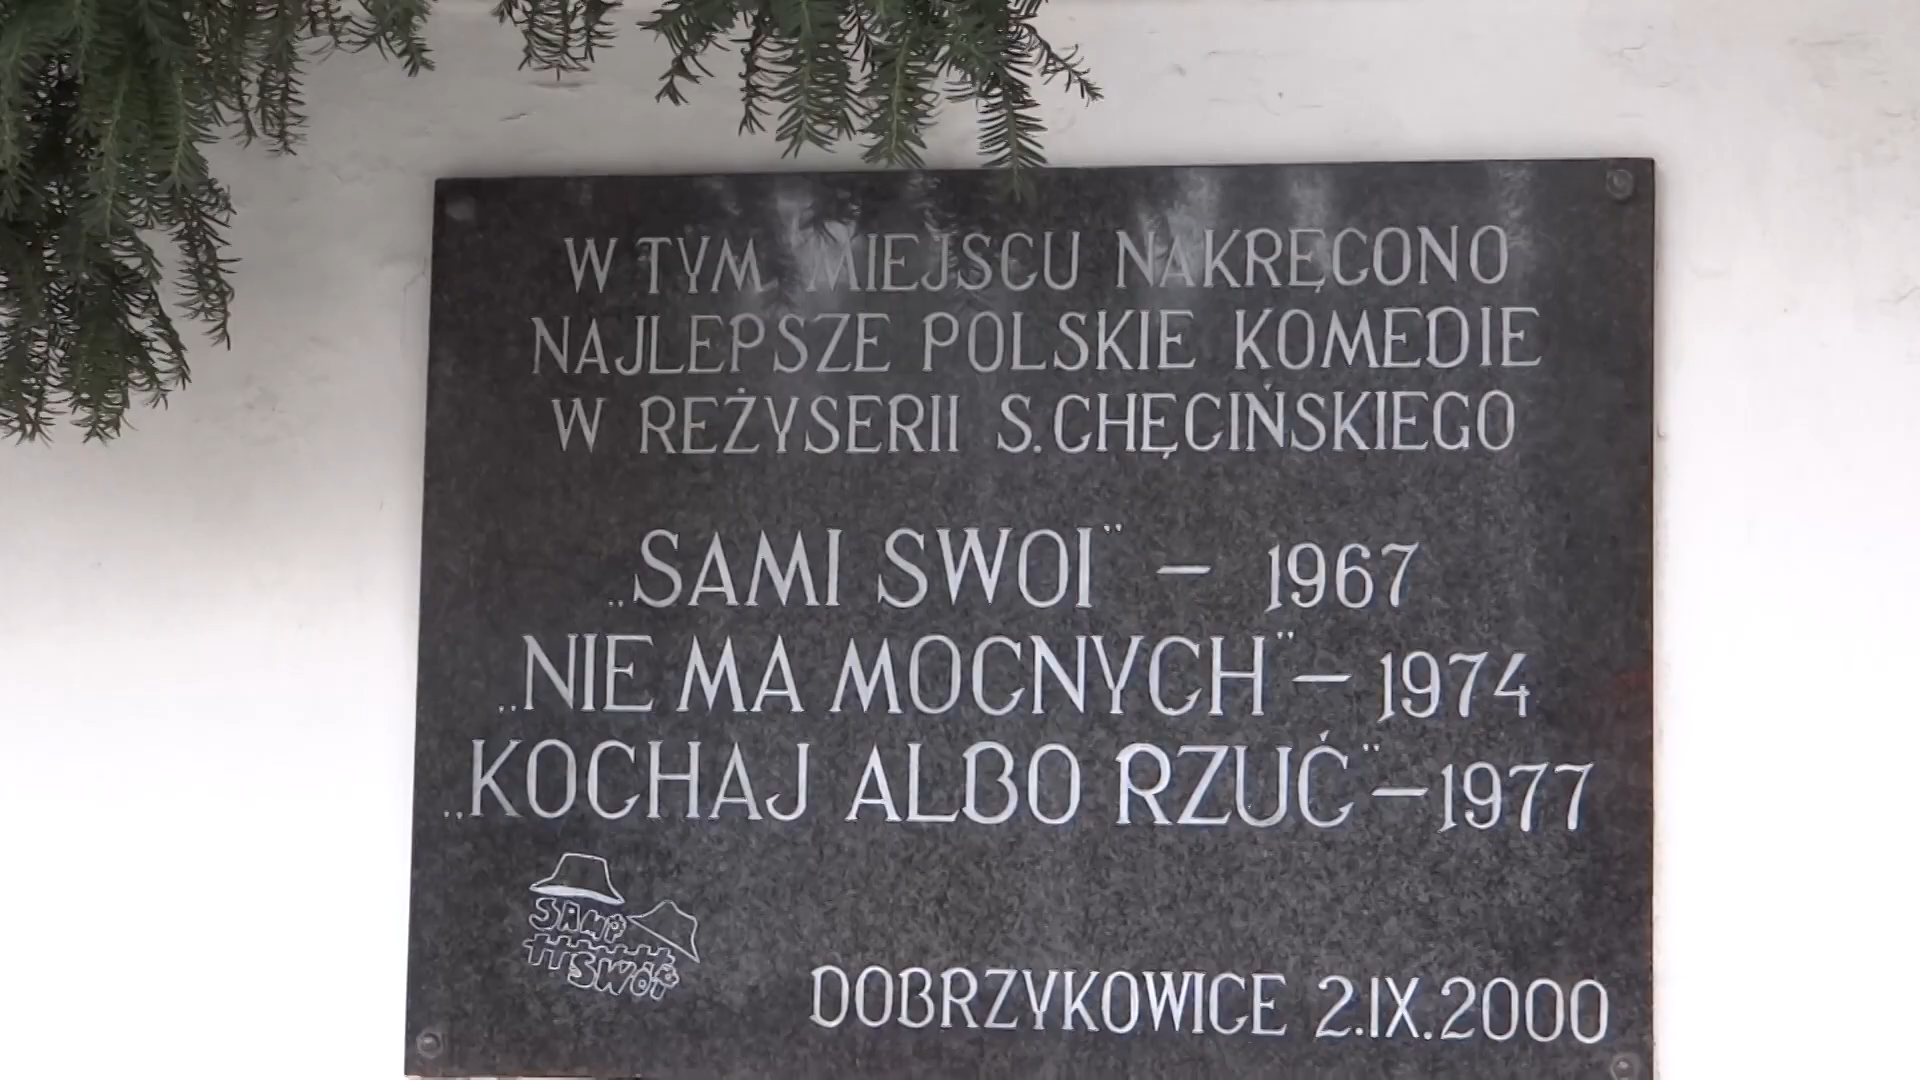 W TYM MIEJSCU NAKRĘCONO
NAJLEPSZE POLSKIE KOMEDIE
W REŻYSERII S. CHĘCIŃSKIEGO
„SAMI SWOI” – 1967
„NIE MA MOCNYCH” – 1974
„KOCHAJ ALBO RZUĆ” – 1977
SAMI
SWOI
DOBRZYKOWICE 2.IX.2000